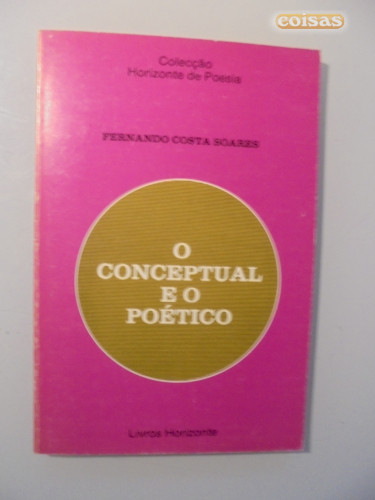 coisas
Colecção
Horizonte de Poesia
FERNANDO COSTA SOARES
O
CONCEPTUAL
E O
POÉTICO
Livros Horizonte